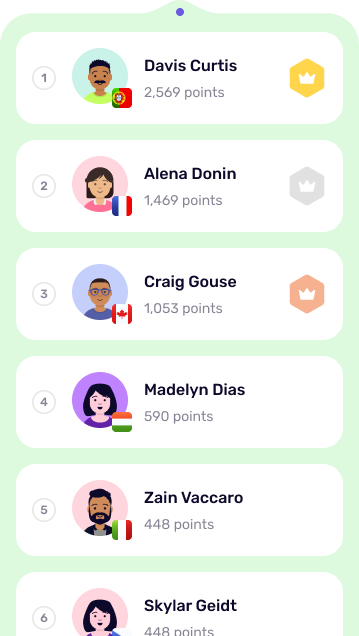 1
Davis Curtis
2,569 points
2
Alena Donin
1,469 points
3
Craig Gouse
1,053 points
4
Madelyn Dias
590 points
5
Zain Vaccaro
448 points
6
Skylar Geidt
448 points